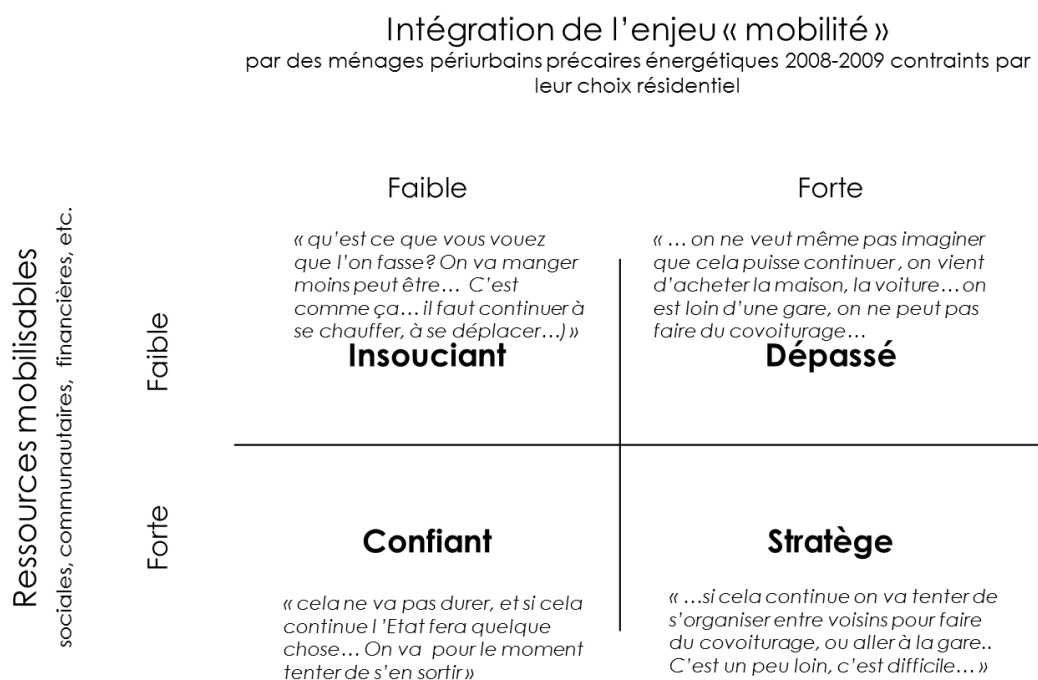 Intégration de l’enjeu « mobilité »
par des ménages périurbains précaires énergétiques 2008-2009 contraints par
leur choix résidentiel
Ressources mobilisables
sociales, communautaires, financières, etc.
Faible
Forte
Faible
« qu’est ce que vous vouez
que l’on fasse? On va manger
moins peut être… C’est
comme ça… il faut continuer à
se chauffer, à se déplacer…) »
Insouciant
« … on ne veut même pas imaginer
que cela puisse continuer , on vient
d’acheter la maison, la voiture… on
est loin d’une gare, on ne peut pas
faire du covoiturage…
Dépassé
Forte
Confiant
« cela ne va pas durer, et si cela
continue l ’Etat fera quelque
chose… On va pour le moment
tenter de s’en sortir »
Stratège
« …si cela continue on va tenter de
s’organiser entre voisins pour faire
du covoiturage, ou aller à la gare..
C’est un peu loin, c’est difficile… »